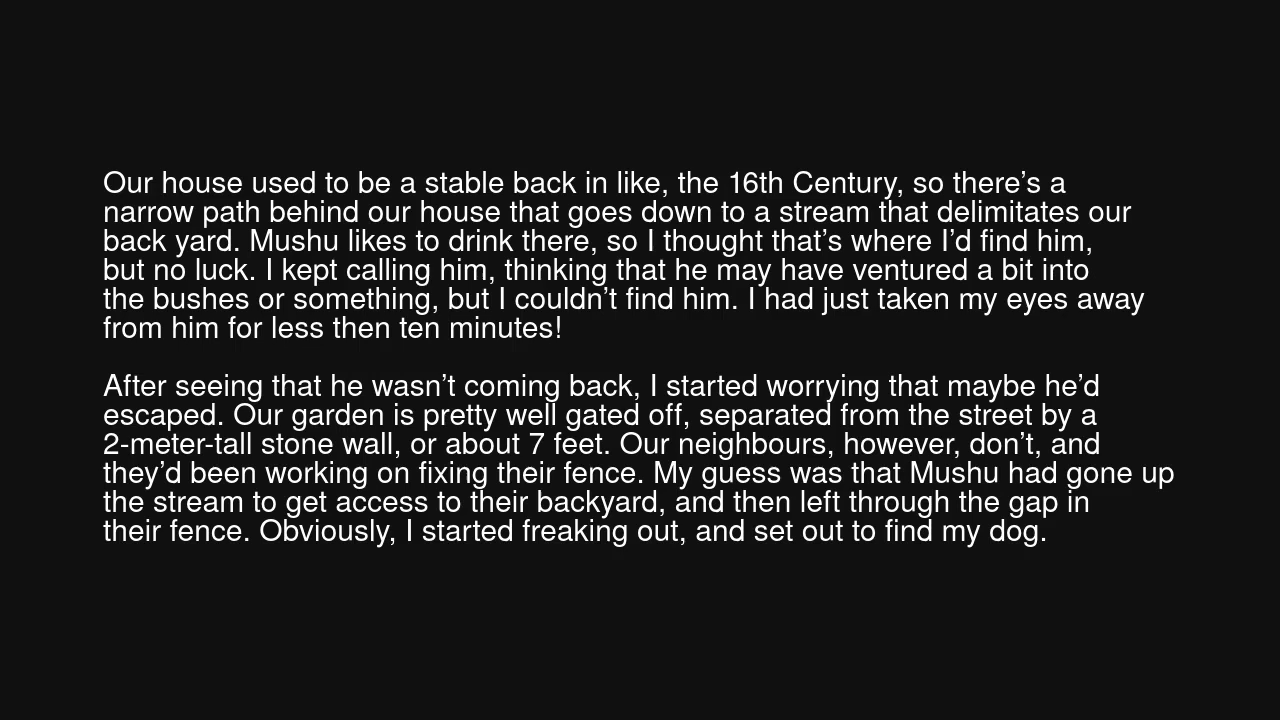 Our house used to be a stable back in like, the 16th Century, so there’s a
narrow path behind our house that goes down to a stream that delimitates our
back yard. Mushu likes to drink there, so I thought that’s where I’d find him,
but no luck. I kept calling him, thinking that he may have ventured a bit into
the bushes or something, but I couldn’t find him. I had just taken my eyes away
from him for less then ten minutes!
After seeing that he wasn’t coming back, I started worrying that maybe he’d
escaped. Our garden is pretty well gated off, separated from the street by a
2-meter-tall stone wall, or about 7 feet. Our neighbours, however, don’t, and
they’d been working on fixing their fence. My guess was that Mushu had gone up
the stream to get access to their backyard, and then left through the gap in
their fence. Obviously, I started freaking out, and set out to find my dog.